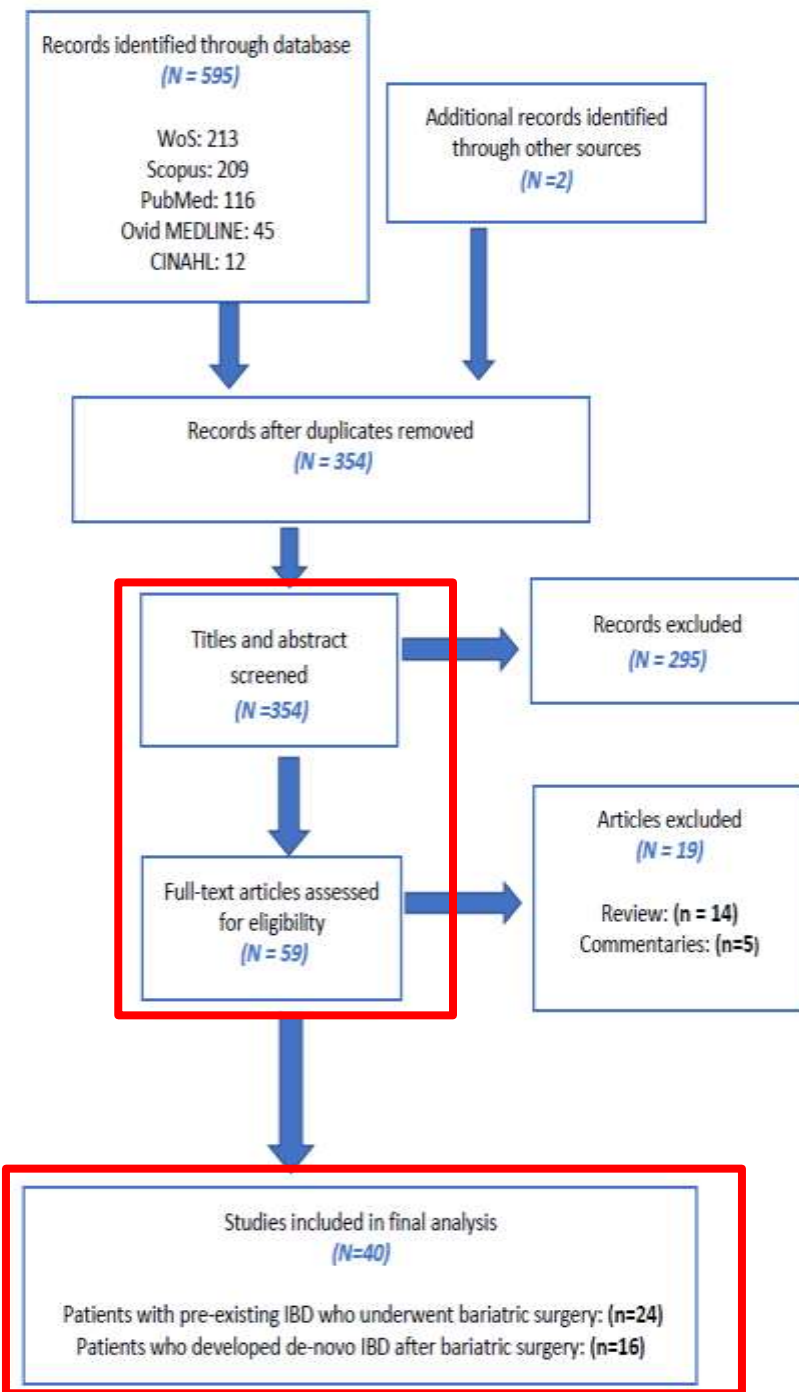 Records identified through database
(N = 595)
WoS: 213
Scopus: 209
PubMed: 116
Ovid MEDLINE: 45
CINAHL: 12
Additional records identified
through other sources
(N =2)
Records after duplicates removed
(N = 354)
Titles and abstract
screened
(N =354)
Records excluded
(N = 295)
Full-text articles assessed
for eligibility
(N = 59)
Articles excluded
(N = 19)
Review: (n = 14)
Commentaries: (n=5)
Studies included in final analysis
(N=40)
Patients with pre-existing IBD who underwent bariatric surgery: (n=24)
Patients who developed de-novo IBD after bariatric surgery: (n=16)